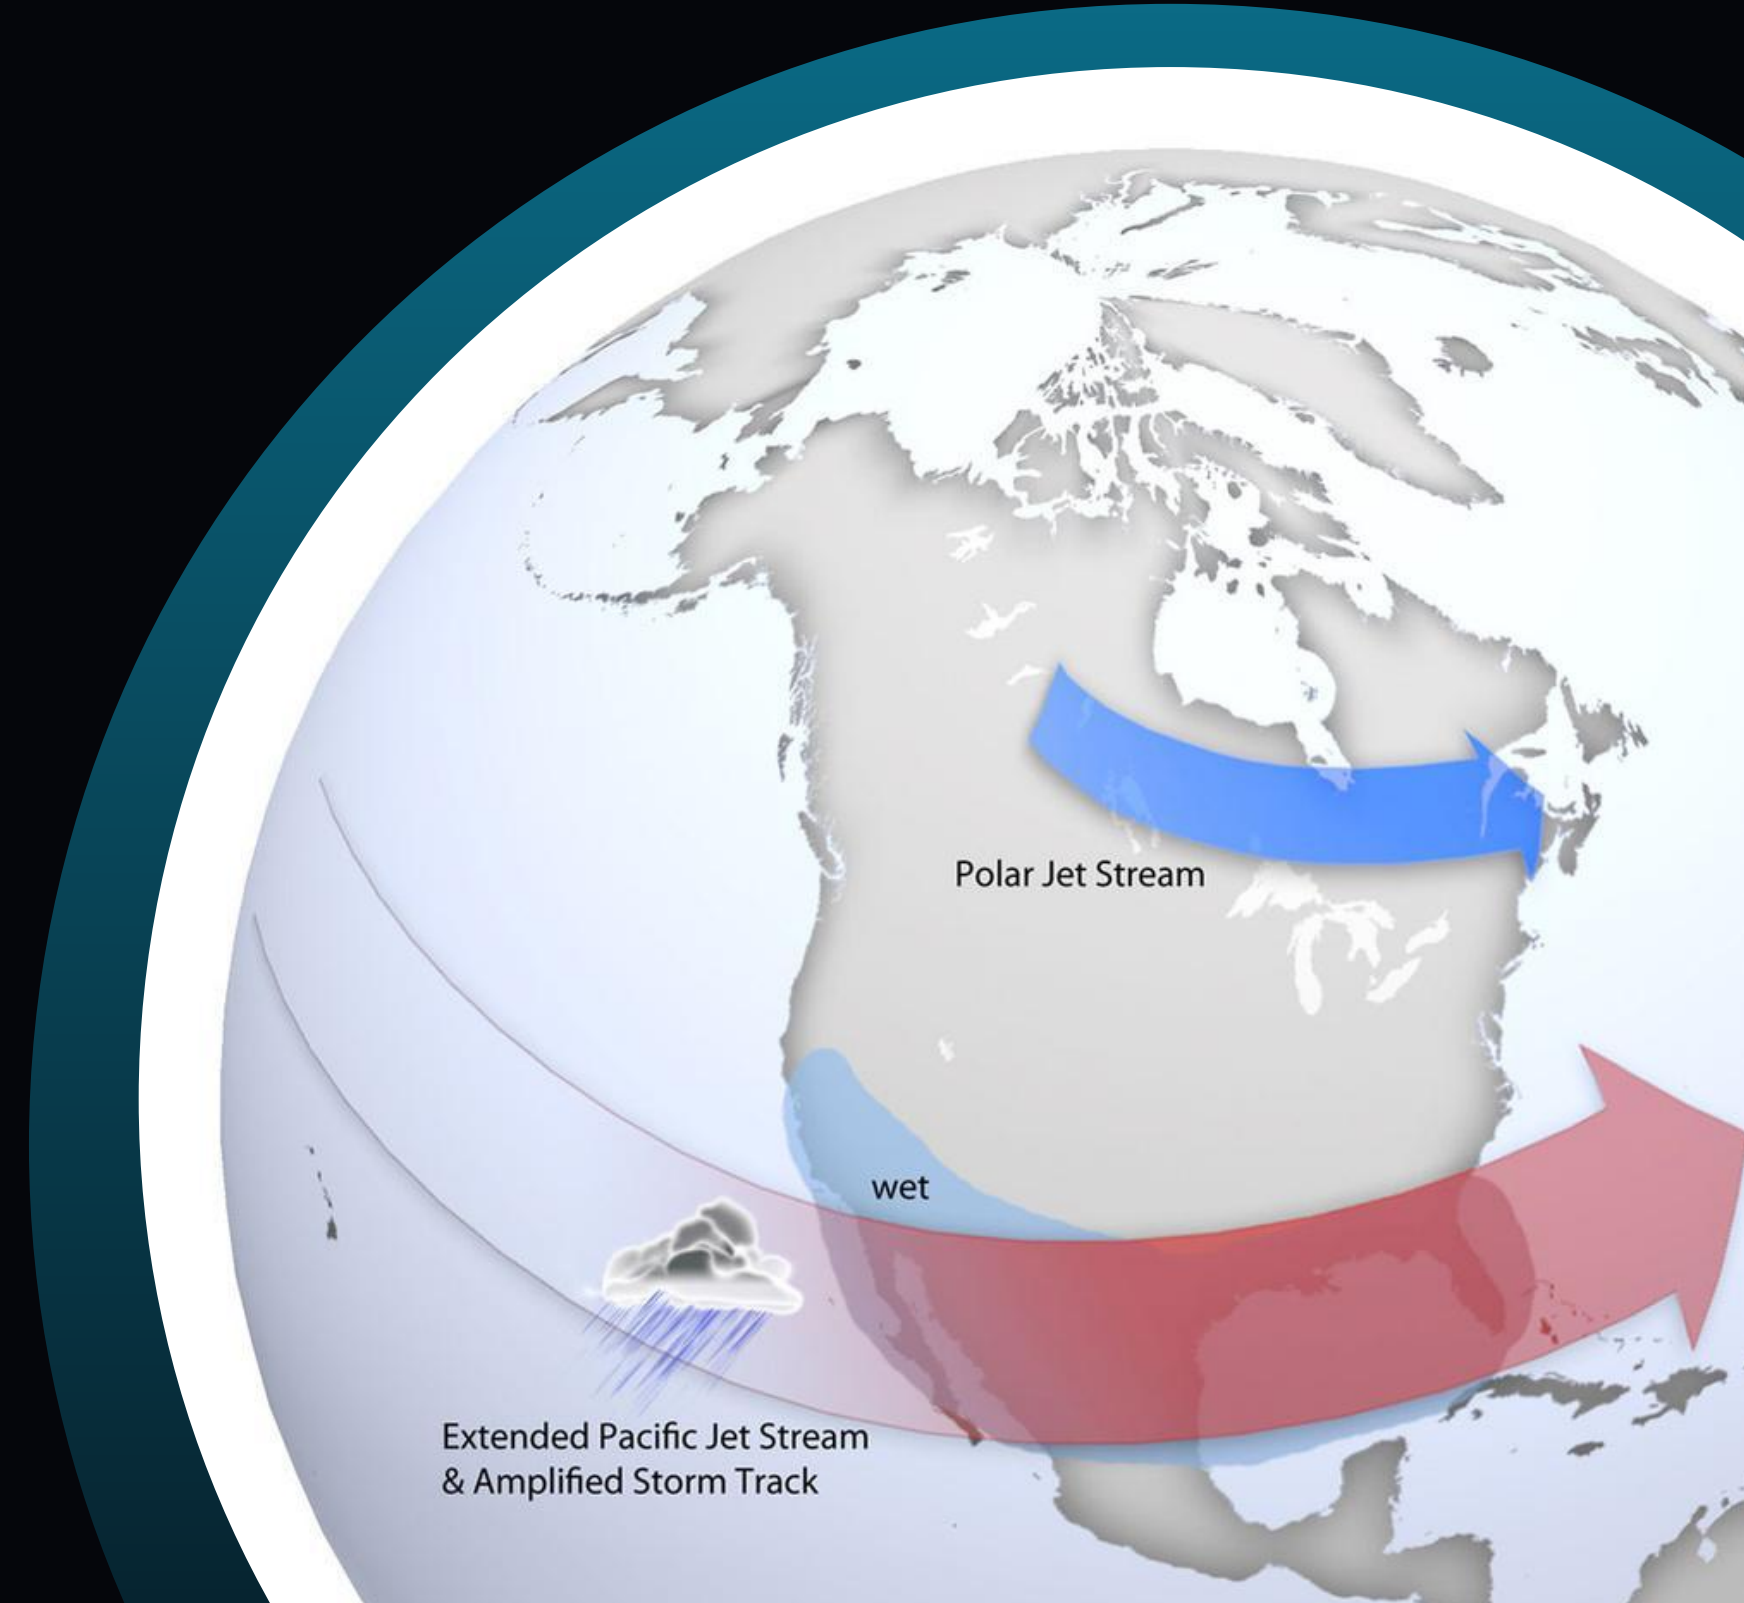 Polar Jet Stream
wet
Extended Pacific Jet Stream
& Amplified Storm Track